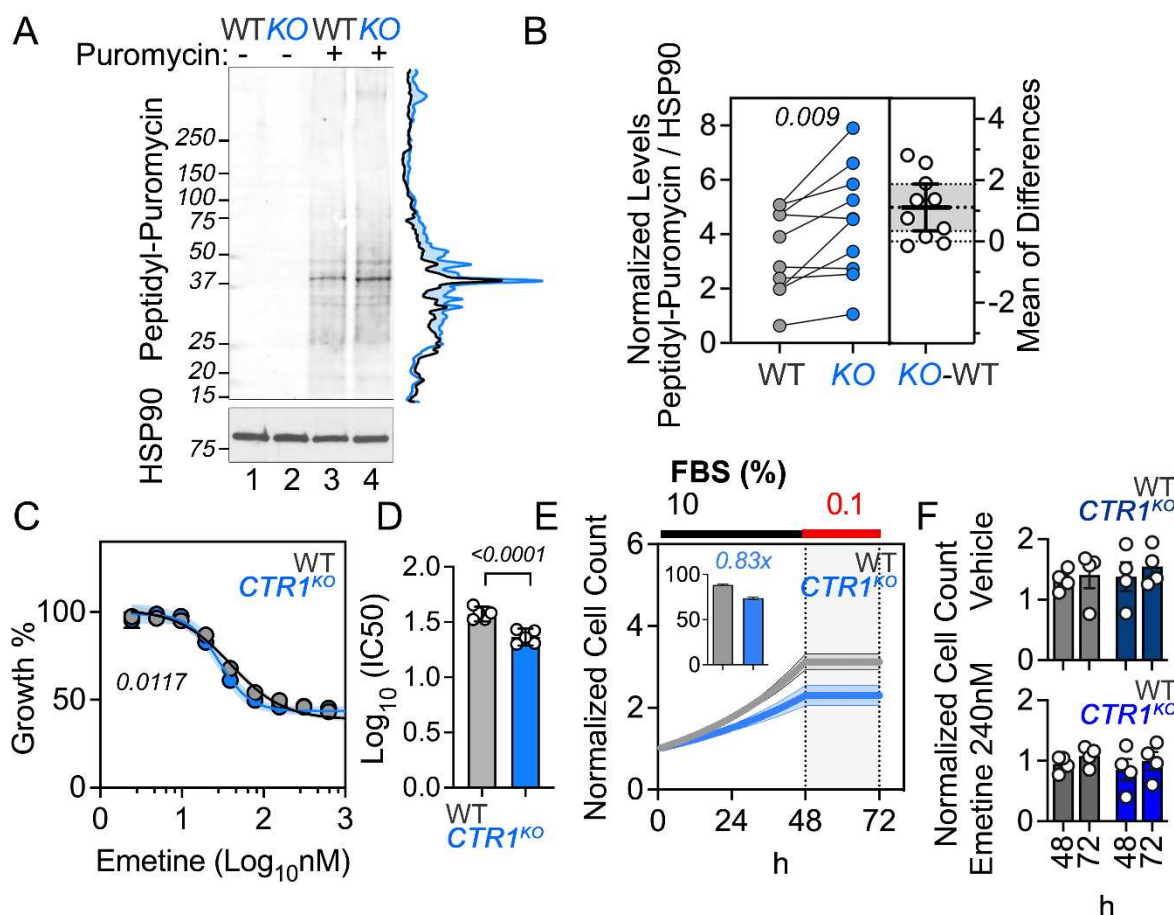 A
WT KO WT KO
Puromycin: - - + +
Peptidyl-Puromycin
250
150
100
75
50
37
25
20
15
HSP90
75
1 2 3 4
B
Normalized Levels
Peptidyl-Puromycin / HSP90
8
6
4
2
0
0.009
WT KO KO-WT
4
2
0
-2
Mean of Differences
C
Growth %
100
50
0
WT
CTR1KO
0.0117
0 1 2 3
Emetine (Log10nM)
D
Log10 (IC50)
2.0
1.5
1.0
0.5
0.0
<0.0001
WT
CTR1KO
E
FBS (%)
10 0.1
Normalized Cell Count
6
4
2
0
WT
CTR1KO
0.83x
100
50
0
0 24 48 72
h
F
WT
CTR1KO
Normalized Cell Count
Vehicle
2
1
0
WT
CTR1KO
Normalized Cell Count
Emetine 240nM
2
1
0
48 72 48 72
h